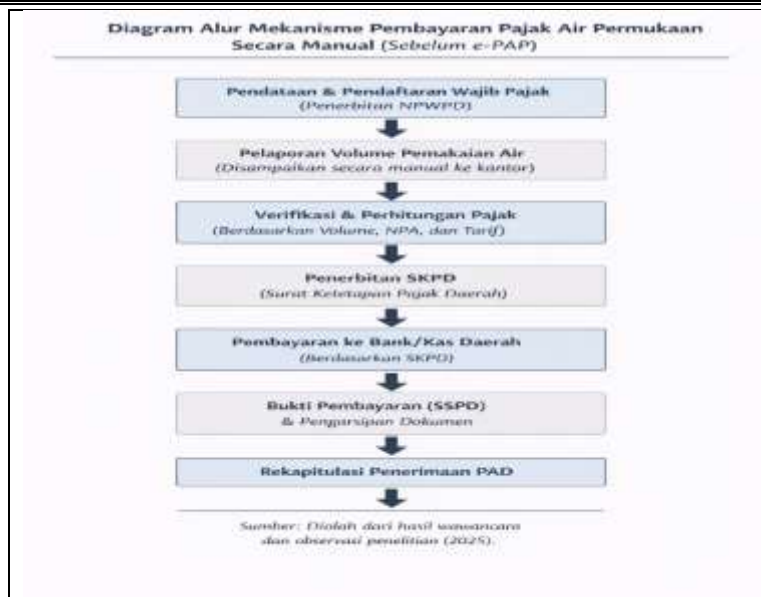 Diagram Alur Mekanisme Pembayaran Pajak Air Permukaan
Secara Manual (Sebelum e-PAP)
Pendataan & Pendaftaran Wajib Pajak
(Penerbitan NPWPD)
Pelaporan Volume Pemakaian Air
(Disampaikan secara manual ke kantor)
Verifikasi & Perhitungan Pajak
(Berdasarkan Volume, NPA, dan Tarif)
Penerbitan SKPD
(Surat Ketetapan Pajak Daerah)
Pembayaran ke Bank/Kas Daerah
(Berdasarkan SKPD)
Bukti Pembayaran (SSPD)
& Pengarsipan Dokumen
Rekapitulasi Penerimaan PAD
Sumber: Diolah dari hasil wawancara
dan observasi penelitian (2025).